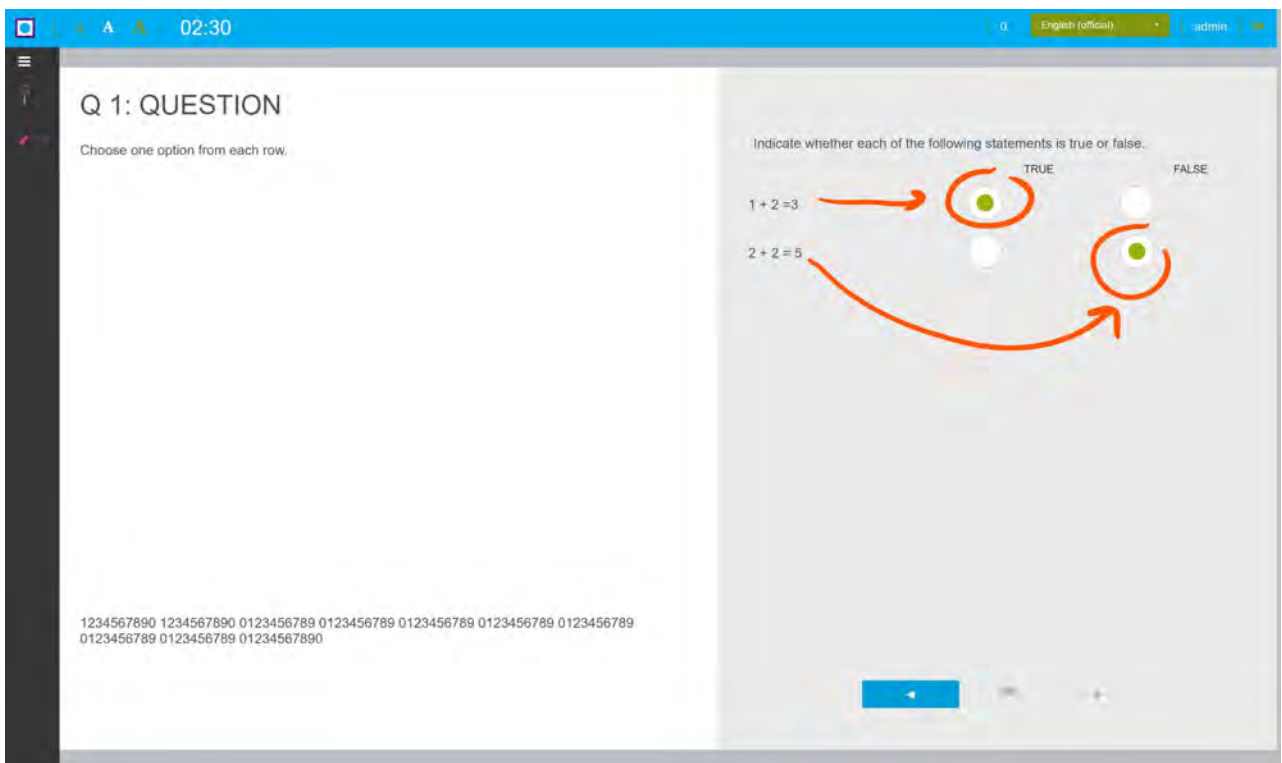 A A 02:30 English (official) admin
Q 1: QUESTION
Choose one option from each row.
Indicate whether each of the following statements is true or false.
TRUE FALSE
1 + 2 =3
2 + 2 = 5
1234567890 1234567890 0123456789 0123456789 0123456789 0123456789 0123456789
0123456789 0123456789 01234567890